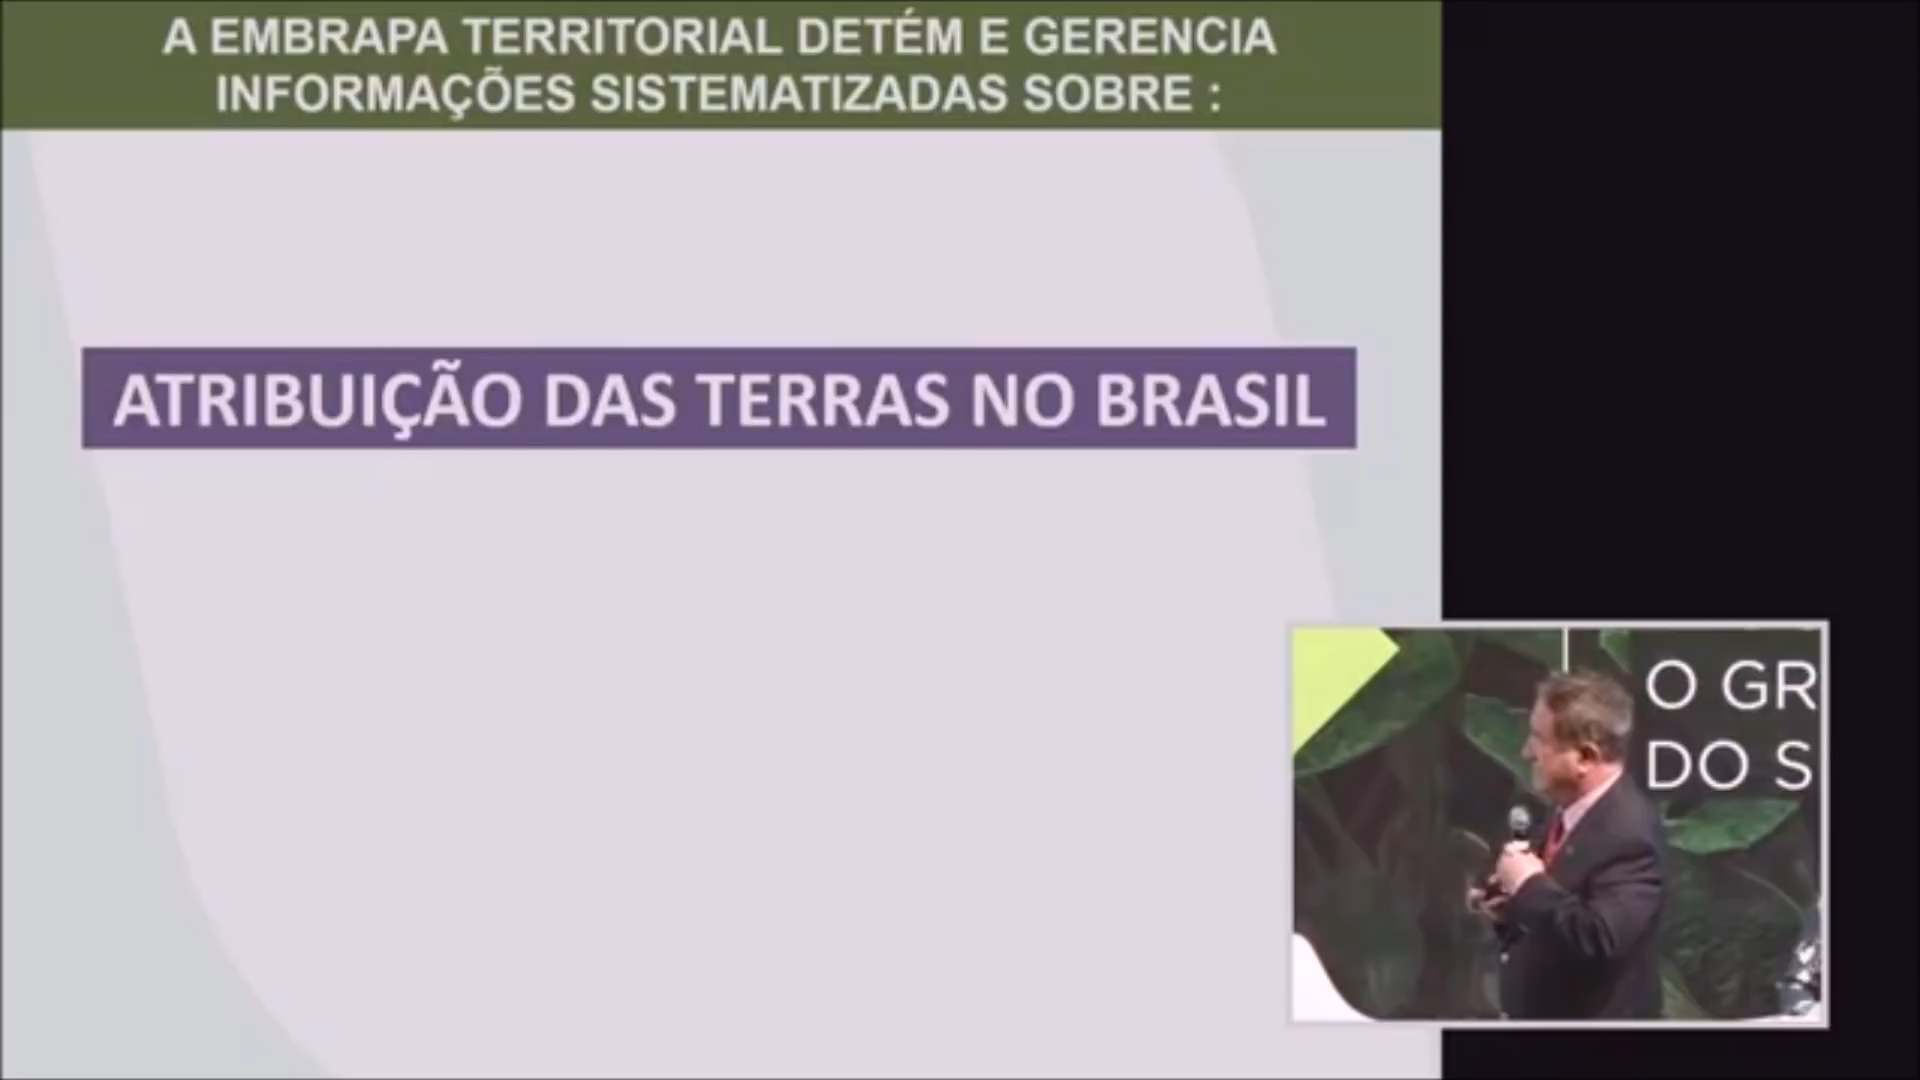 A EMBRAPA TERRITORIAL DETÉM E GERENCIA
INFORMAÇÕES SISTEMATIZADAS SOBRE :
ATRIBUIÇÃO DAS TERRAS NO BRASIL
O GR
DO S